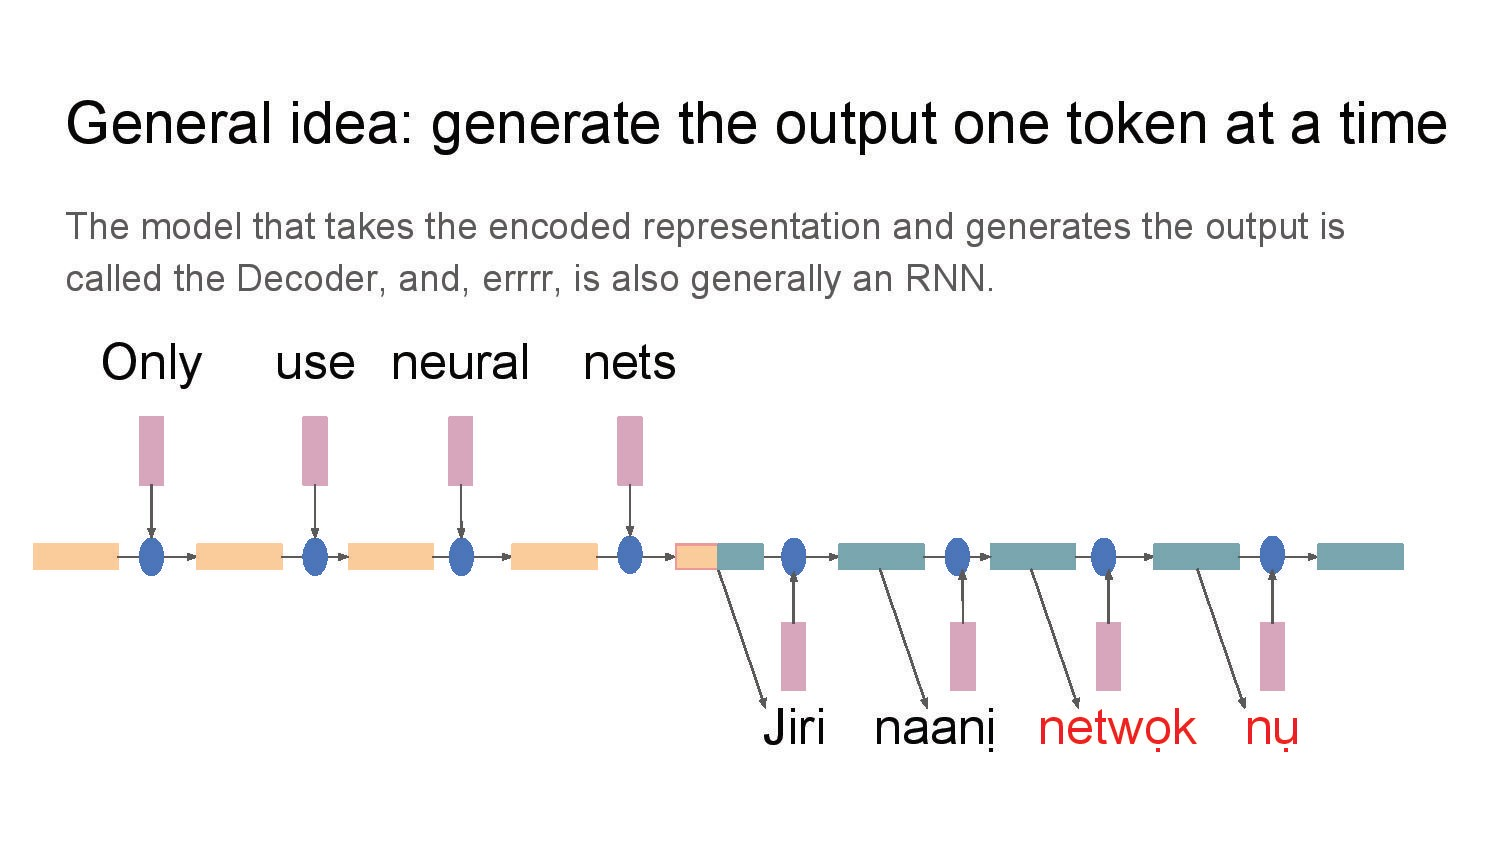 General idea: generate the output one token at a time
The model that takes the encoded representation and generates the output is
called the Decoder, and, errrr, is also generally an RNN.
Only use neural nets
Jiri naanị netwọk nụ